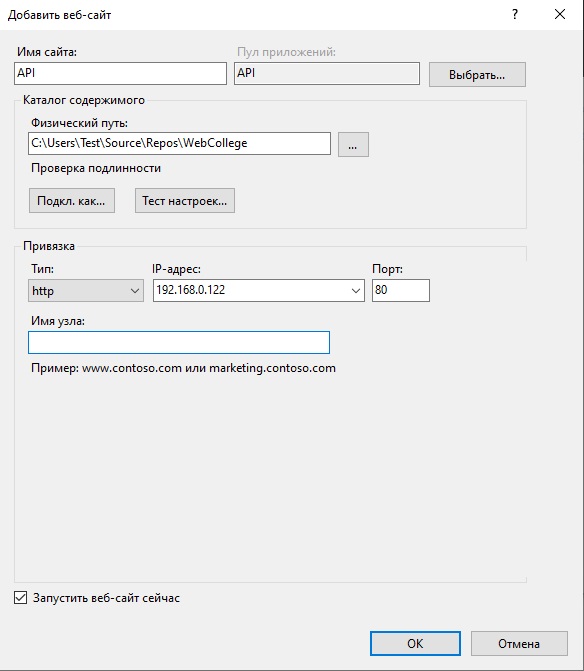 Добавить веб-сайт ? ×
Имя сайта: Пул приложений:
API API Выбрать...
Каталог содержимого
Физический путь:
C:\Users\Test\Source\Repos\WebCollege ...
Проверка подлинности
Подкл. как... Тест настроек...
Привязка
Тип: IP-адрес: Порт:
http 192.168.0.122 80
Имя узла:
Пример: www.contoso.com или marketing.contoso.com
Запустить веб-сайт сейчас
ОК Отмена